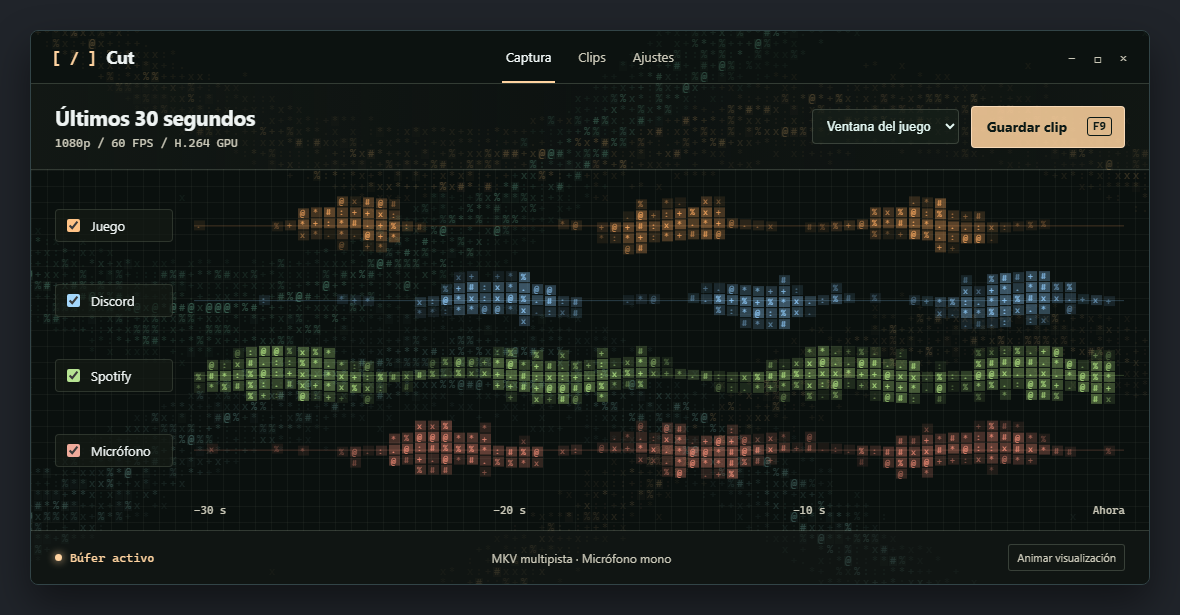 [ / ] Cut
Captura
Clips
Ajustes
Últimos 30 segundos
1080p / 60 FPS / H.264 GPU
Ventana del juego
Guardar clip
F9
Juego
Discord
Spotify
Micrófono
−30 s
−20 s
−10 s
Ahora
Búfer activo
MKV multipista · Micrófono mono
Animar visualización